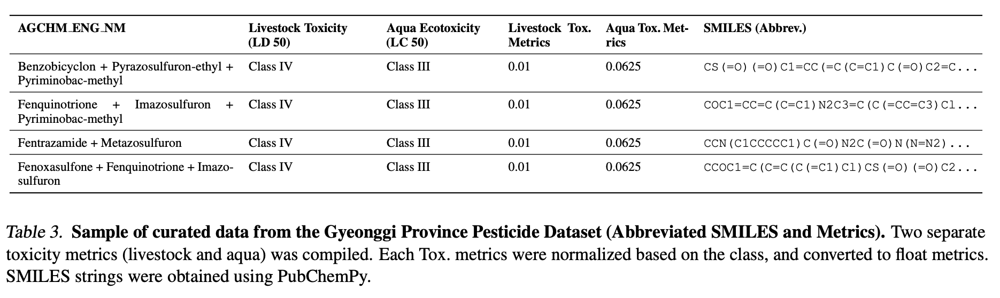 AGCHM_ENG_NM Livestock Toxicity (LD 50) Aqua Ecotoxicity (LC 50) Livestock Tox. Metrics Aqua Tox. Met-rics SMILES (Abbrev.)
Benzobicyclon + Pyrazosulfuron-ethyl + Class IV Class III 0.01 0.0625 CS(=O)(=O)C1=CC(=C(C=C1)C(=O)C2=C...
Pyriminobac-methyl
Fenquinotrione + Imazosulfuron + Class IV Class III 0.01 0.0625 COC1=CC=C(C=C1)N2C3=C(C(=CC=C3)Cl...
Pyriminobac-methyl
Fentrazamide + Metazosulfuron Class IV Class III 0.01 0.0625 CCN(C1CCCCC1)C(=O)N2C(=O)N(N=N2)...
Fenoxasulfone + Fenquinotrione + Imazo- Class IV Class III 0.01 0.0625 CCOC1=C(C=C(C(=C1)Cl)CS(=O)(=O)C2...
sulfuron
Table 3. Sample of curated data from the Gyeonggi Province Pesticide Dataset (Abbreviated SMILES and Metrics). Two separate
toxicity metrics (livestock and aqua) was compiled. Each Tox. metrics were normalized based on the class, and converted to float metrics.
SMILES strings were obtained using PubChemPy.